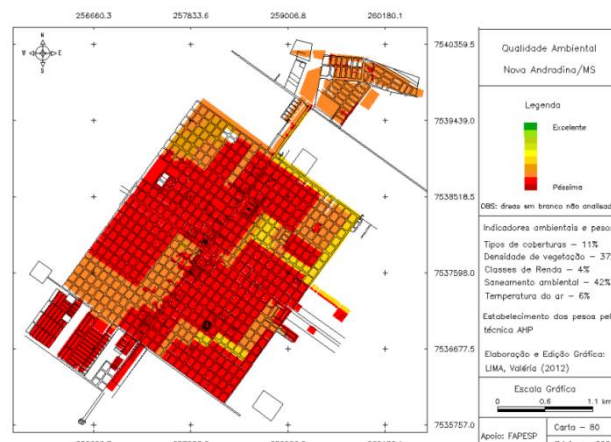 256660.3 257833.6 259006.8 260180.1
N
E
S
7540359.5
7539439.0
7538518.5
7537598.0
7536677.5
7535757.0
Qualidade Ambiental
Nova Andradina/MS
Legenda
Excelente
Péssima
OBS: áreas em branco não analisad
Indicadores ambientais e peso
Tipos de coberturas – 11%
Densidade de vegetação – 37
Classes de Renda – 4%
Saneamento ambiental – 42%
Temperatura do ar – 6%
Estabelecimento dos pesos pel
técnica AHP
Elaboração e Edição Gráfica:
LIMA, Valéria (2012)
Escala Gráfica
0 0.6 1.1 km
Apoio: FAPESP
Carta – 80